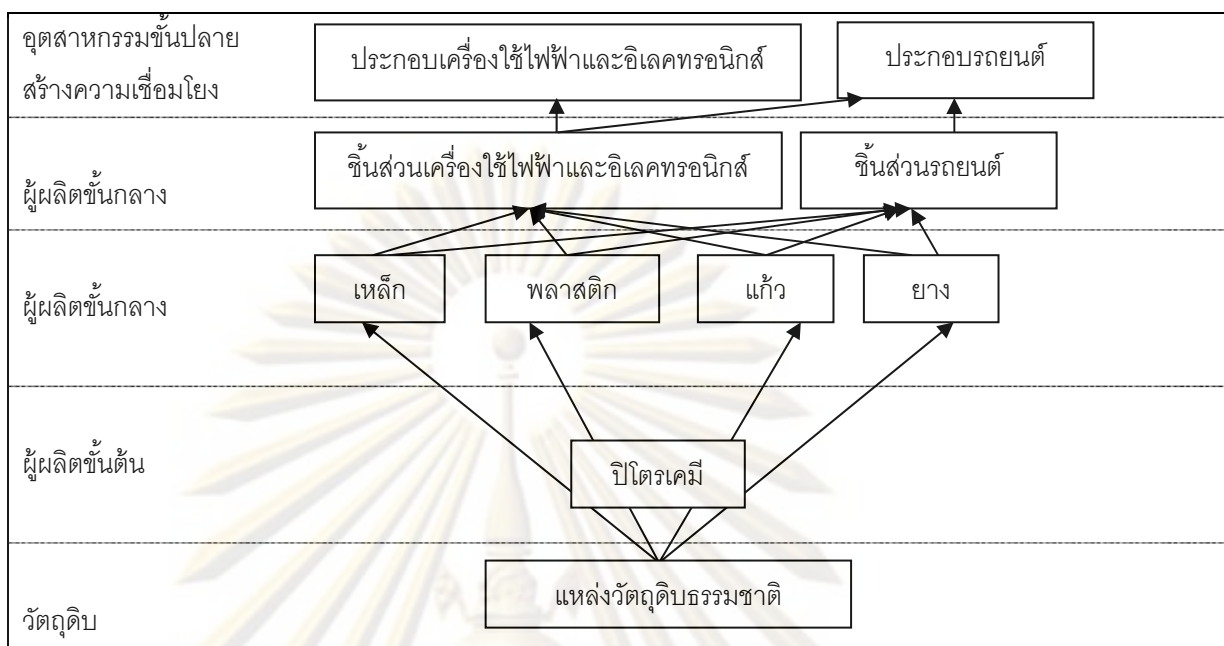 อุตสาหกรรมขั้นปลาย
สร้างความเชื่อมโยง
ประกอบเครื่องใช้ไฟฟ้าและอิเลคทรอนิกส์
ประกอบรถยนต์
ผู้ผลิตขั้นกลาง
ชิ้นส่วนเครื่องใช้ไฟฟ้าและอิเลคทรอนิกส์
ชิ้นส่วนรถยนต์
ผู้ผลิตขั้นกลาง
เหล็ก
พลาสติก
แก้ว
ยาง
ผู้ผลิตขั้นต้น
ปิโตรเคมี
วัตถุดิบ
แหล่งวัตถุดิบธรรมชาติ